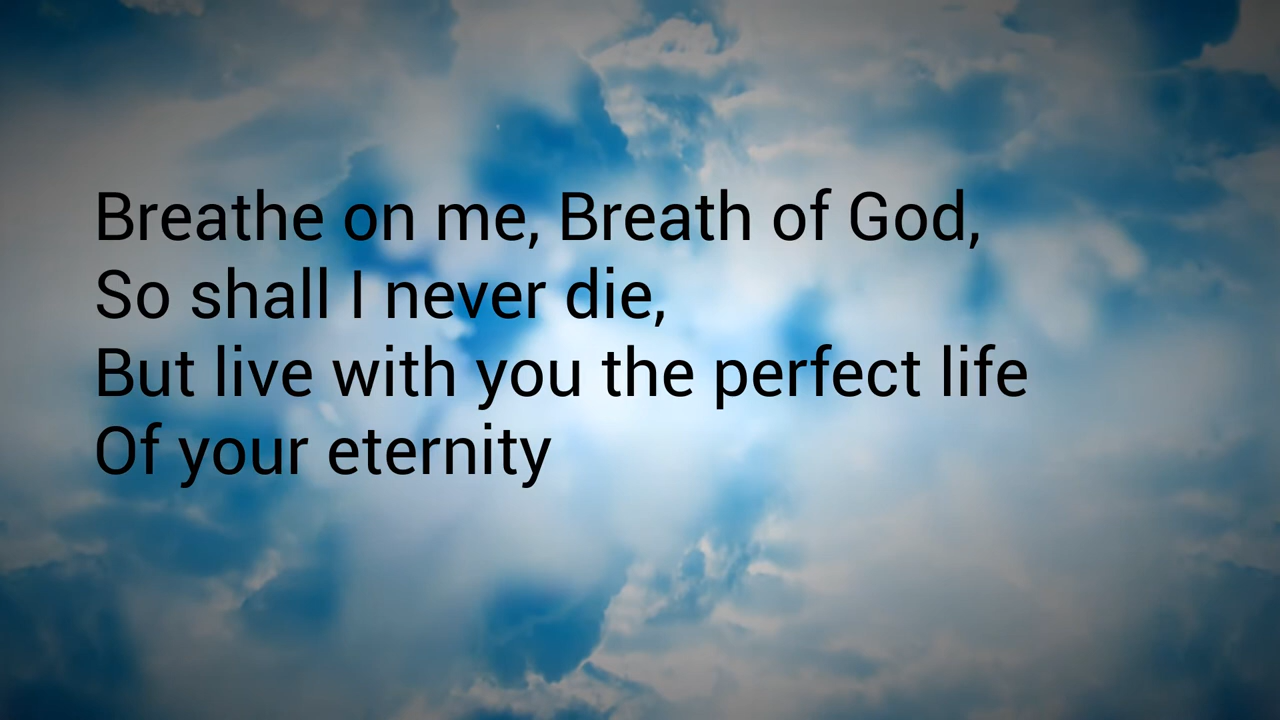 Breathe on me, Breath of God,
So shall I never die,
But live with you the perfect life
Of your eternity